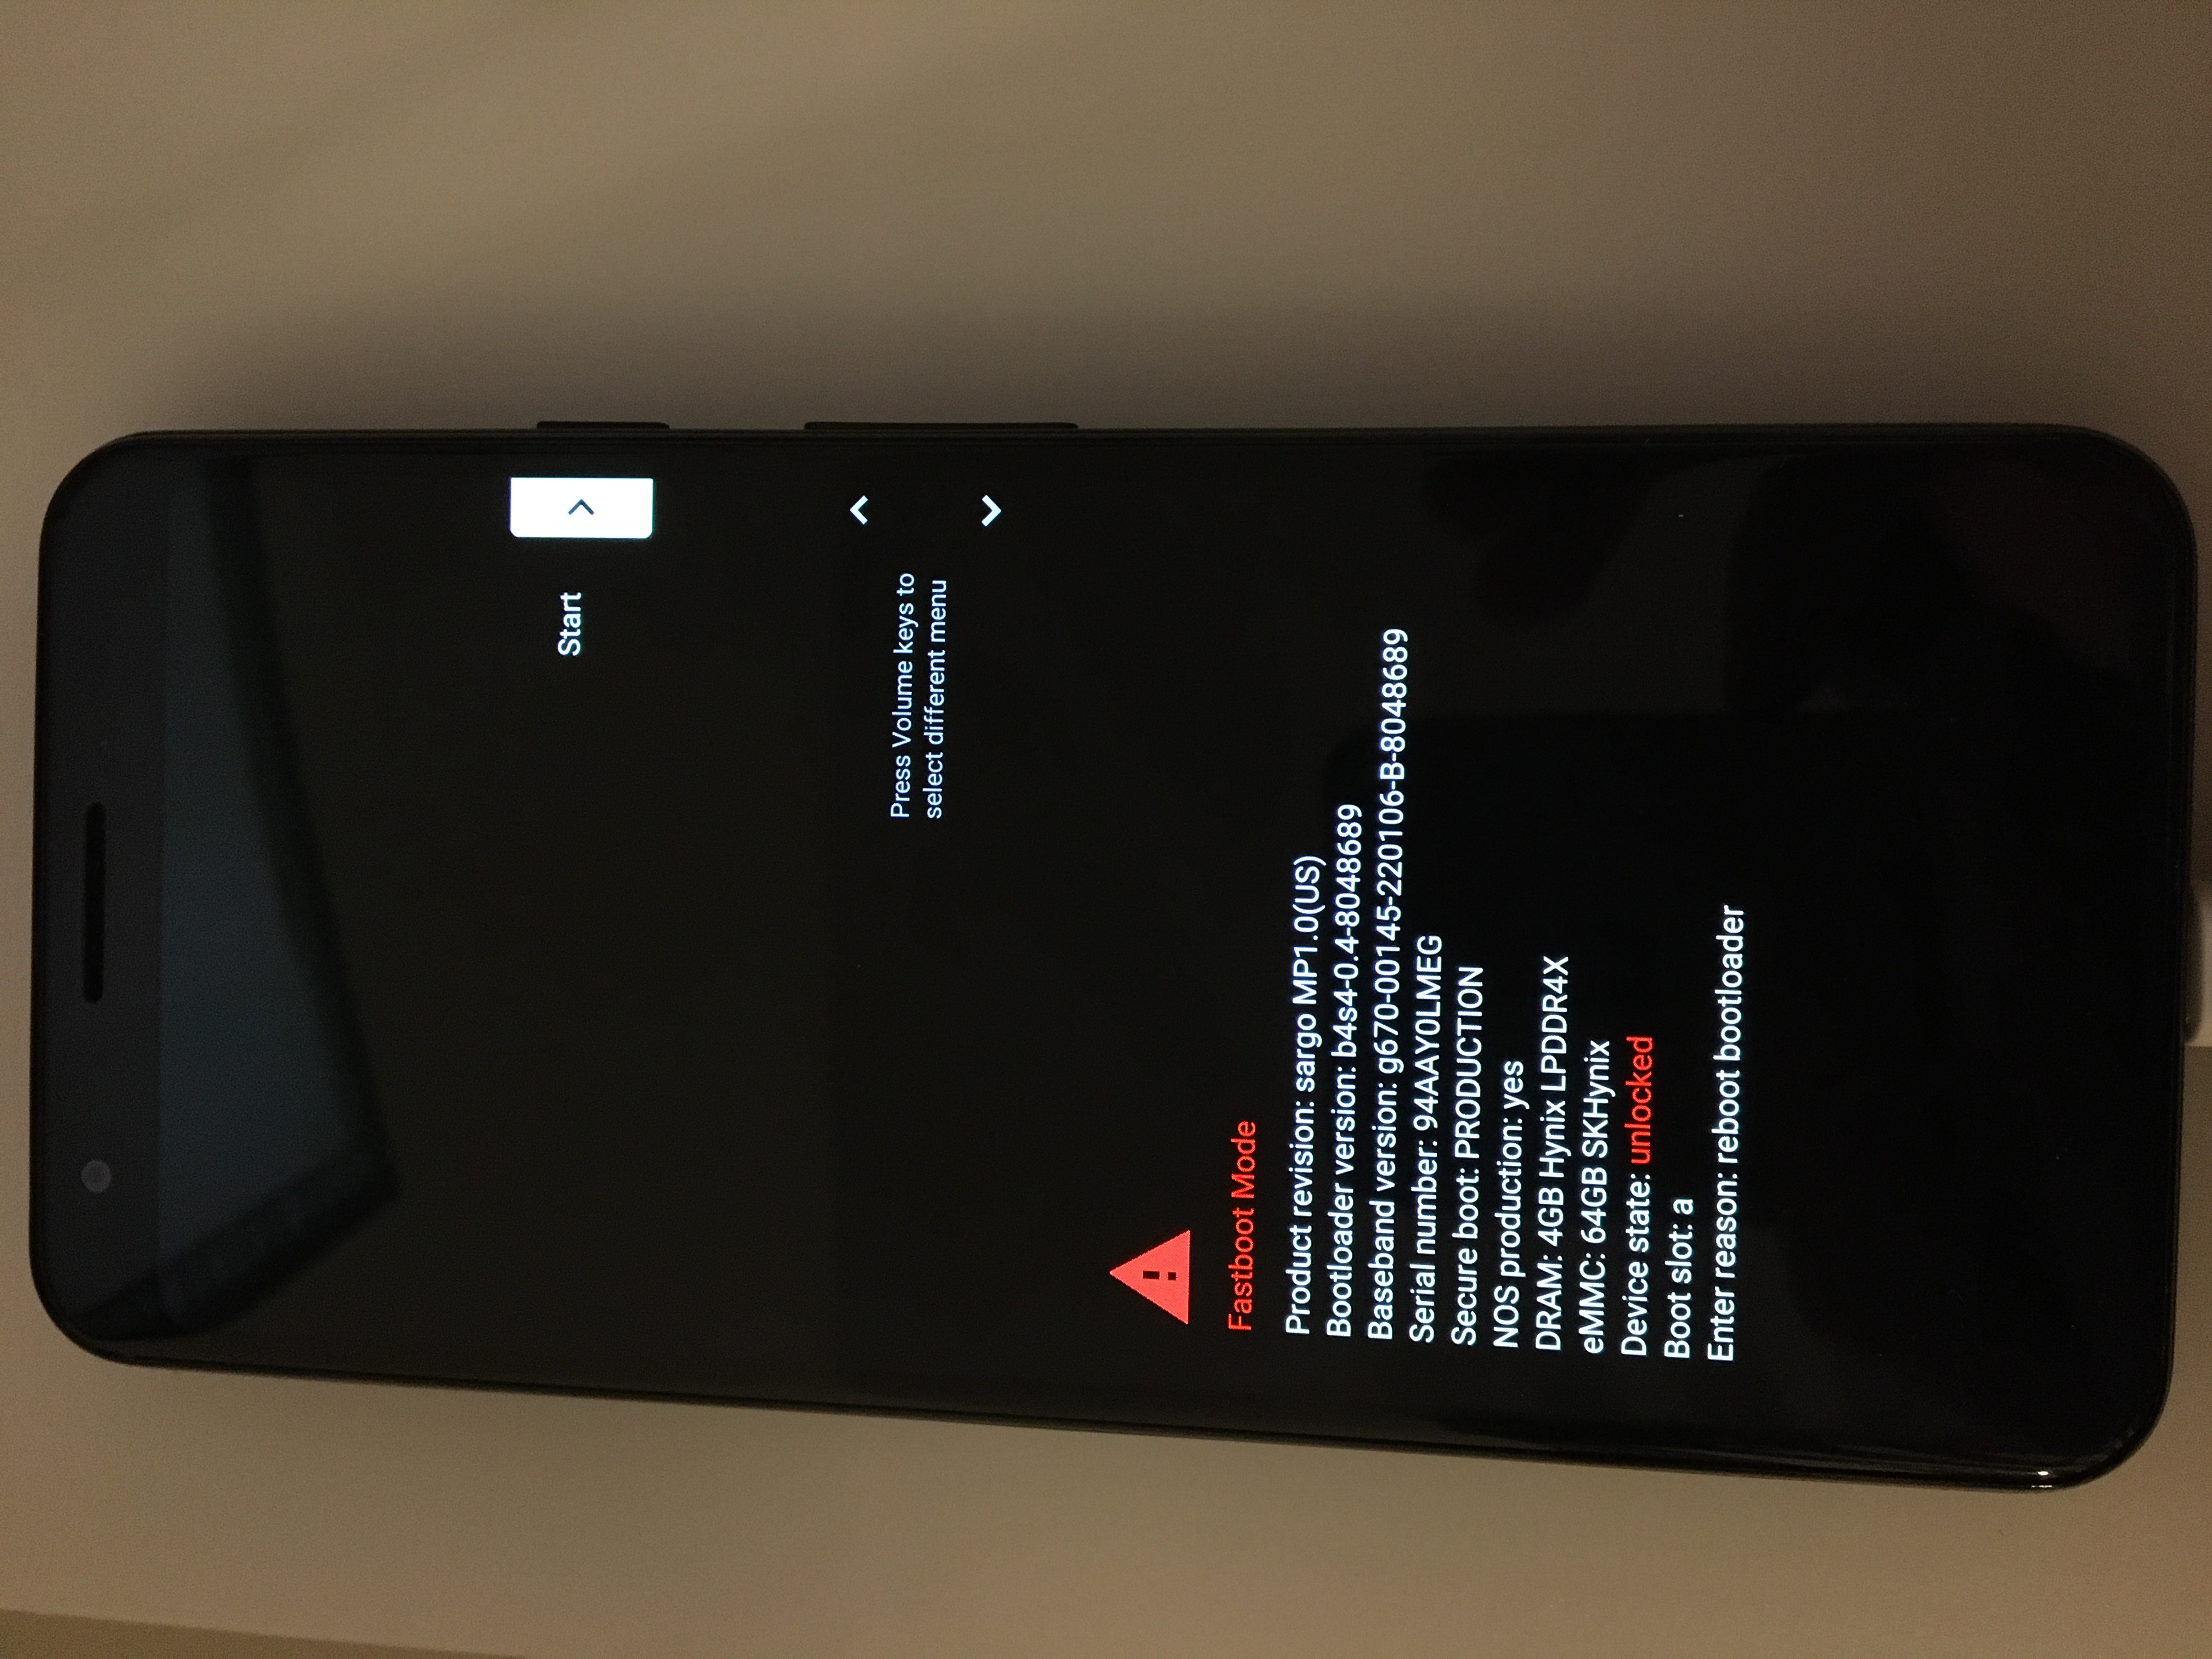 Start
Press Volume keys to
select different menu
Fastboot Mode
Product revision: sargo MP1.0(US)
Bootloader version: b4s4-0.4-8048689
Baseband version: g670-00145-220106-B-8048689
Serial number: 94AAY0LMEG
Secure boot: PRODUCTION
NOS production: yes
DRAM: 4GB Hynix LPDDR4X
eMMC: 64GB SKHynix
Device state: unlocked
Boot slot: a
Enter reason: reboot bootloader